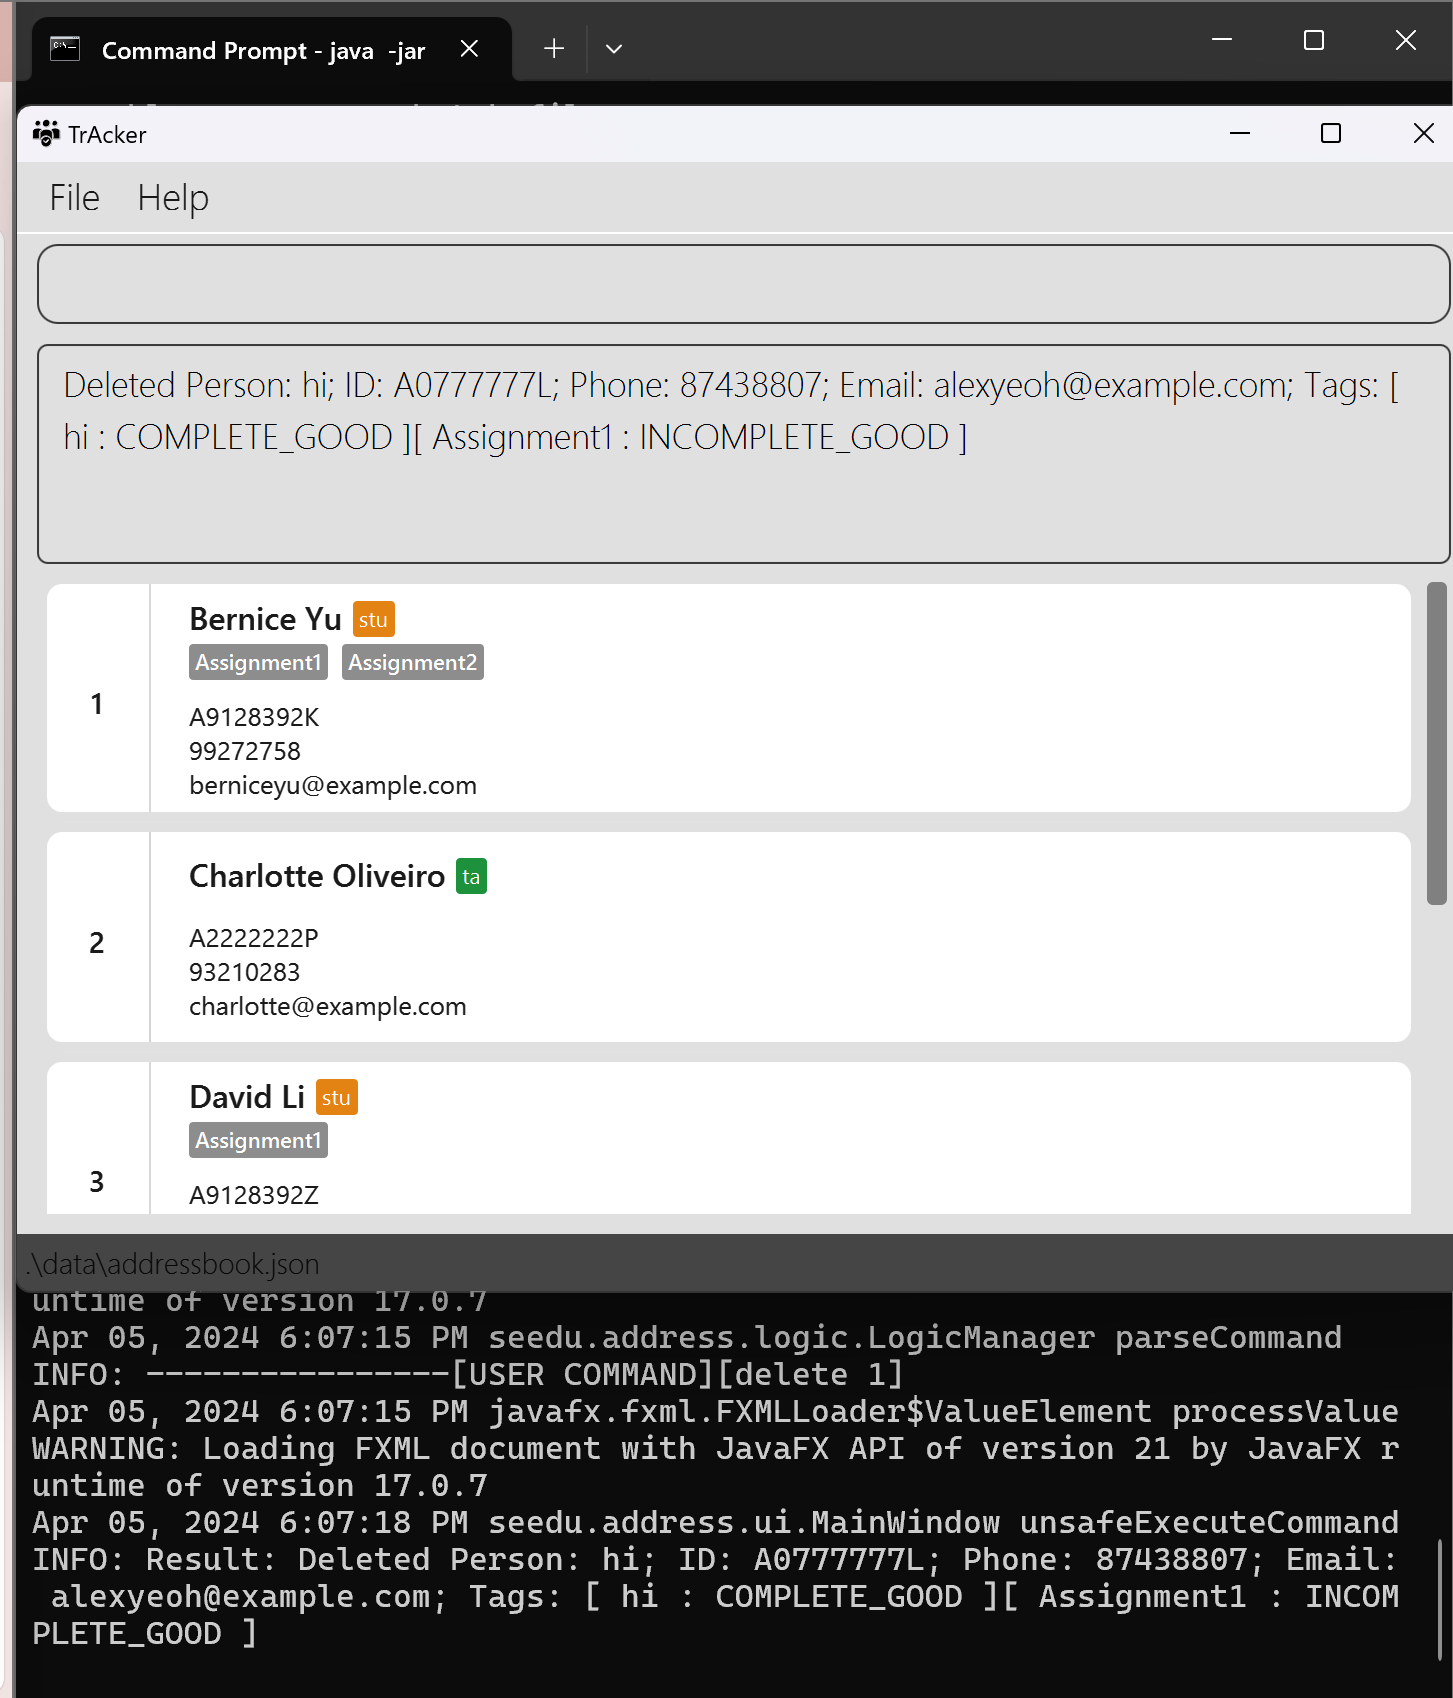 Command Prompt - java  -jar
TrAcker
File Help
Deleted Person: hi; ID: A0777777L; Phone: 87438807; Email: alexyeoh@example.com; Tags: [
hi : COMPLETE_GOOD ][ Assignment1 : INCOMPLETE_GOOD ]
1
Bernice Yu stu
Assignment1 Assignment2
A9128392K
99272758
berniceyu@example.com
2
Charlotte Oliveiro ta
A2222222P
93210283
charlotte@example.com
3
David Li stu
Assignment1
A9128392Z
.\data\addressbook.json
untime of version 17.0.7
Apr 05, 2024 6:07:15 PM seedu.address.logic.LogicManager parseCommand
INFO: ----------------[USER COMMAND][delete 1]
Apr 05, 2024 6:07:15 PM javafx.fxml.FXMLLoader$ValueElement processValue
WARNING: Loading FXML document with JavaFX API of version 21 by JavaFX r
untime of version 17.0.7
Apr 05, 2024 6:07:18 PM seedu.address.ui.MainWindow unsafeExecuteCommand
INFO: Result: Deleted Person: hi; ID: A0777777L; Phone: 87438807; Email:
 alexyeoh@example.com; Tags: [ hi : COMPLETE_GOOD ][ Assignment1 : INCOM
PLETE_GOOD ]